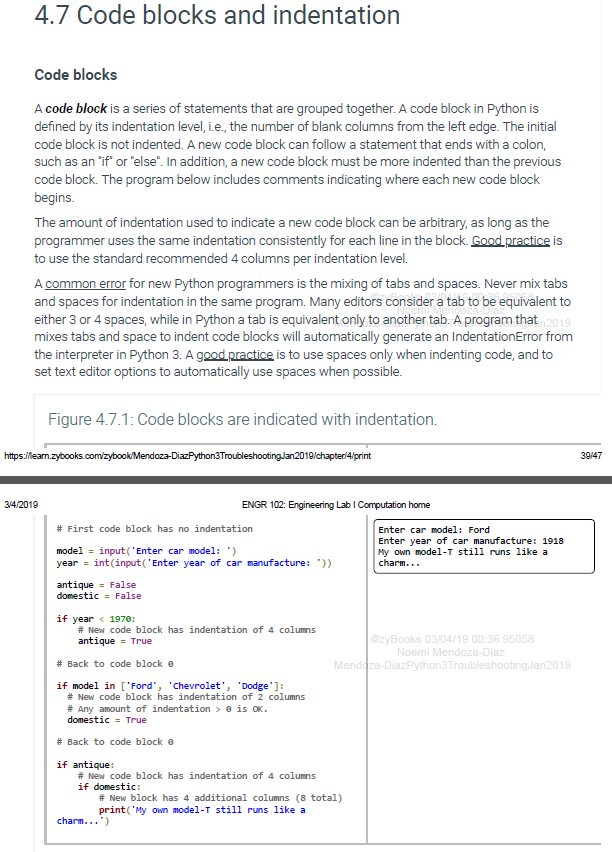 4.7 Code blocks and indentation
Code blocks
A code block is a series of statements that are grouped together. A code block in Python is
defined by its indentation level, i.e., the number of blank columns from the left edge. The initial
code block is not indented. A new code block can follow a statement that ends with a colon,
such as an "if" or "else". In addition, a new code block must be more indented than the previous
code block. The program below includes comments indicating where each new code block
begins.
The amount of indentation used to indicate a new code block can be arbitrary, as long as the
programmer uses the same indentation consistently for each line in the block. Good practice is
to use the standard recommended 4 columns per indentation level.
A common error for new Python programmers is the mixing of tabs and spaces. Never mix tabs
and spaces for indentation in the same program. Many editors consider a tab to be equivalent to
either 3 or 4 spaces, while in Python a tab is equivalent only to another tab. A program that
mixes tabs and space to indent code blocks will automatically generate an IndentationError from
the interpreter in Python 3. A good practice is to use spaces only when indenting code, and to
set text editor options to automatically use spaces when possible.
Figure 4.7.1: Code blocks are indicated with indentation.
https://learn.zybooks.com/zybook/Mendoza-DiazPython3TroubleshootingJan2019/chapter/4/print 39/47
3/4/2019 ENGR 102: Engineering Lab I Computation home
# First code block has no indentation
model = input('Enter car model: ')
year = int(input('Enter year of car manufacture: '))
antique = False
domestic = False
if year < 1970:
    # New code block has indentation of 4 columns
    antique = True
# Back to code block 0
if model in ['Ford', 'Chevrolet', 'Dodge']:
  # New code block has indentation of 2 columns
  # Any amount of indentation > 0 is OK.
  domestic = True
# Back to code block 0
if antique:
    # New code block has indentation of 4 columns
    if domestic:
        # New block has 4 additional columns (8 total)
        print('My own model-T still runs like a
charm...')
Enter car model: Ford
Enter year of car manufacture: 1918
My own model-T still runs like a
charm...
©zyBooks 03/04/19 00:36 95058
Noemi Mendoza-Diaz
Mendoza-DiazPython3TroubleshootingJan2019